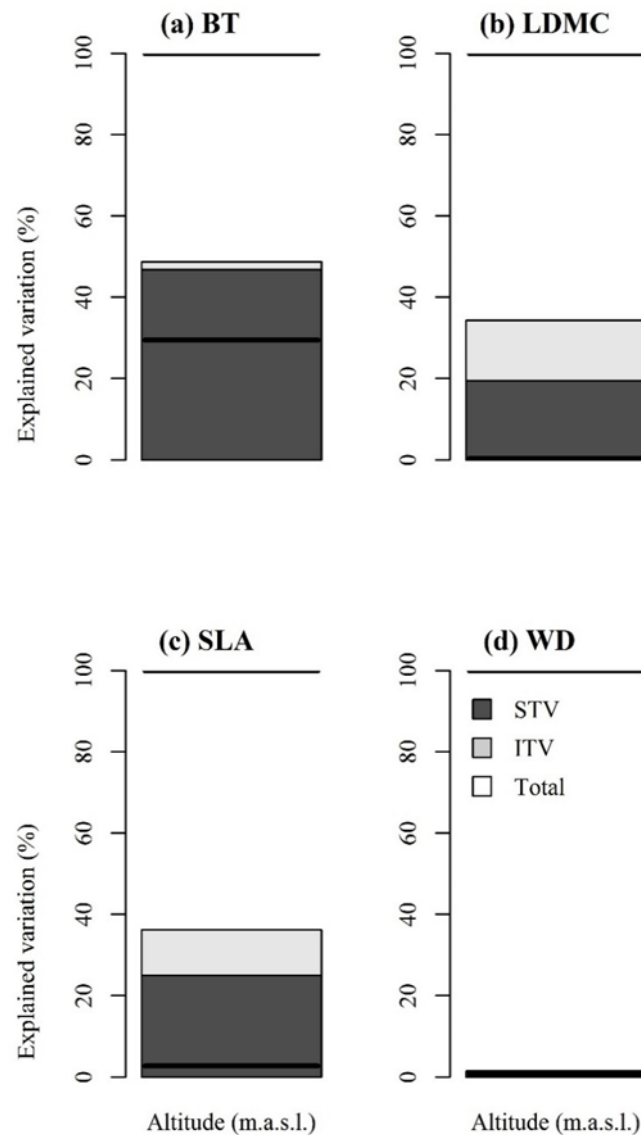 (a) BT
(b) LDMC
Explained variation (%)
100
80
60
40
20
0
100
80
60
40
20
0
(c) SLA
(d) WD
Explained variation (%)
100
80
60
40
20
0
100
80
60
40
20
0
STV
ITV
Total
Altitude (m.a.s.l.)
Altitude (m.a.s.l.)